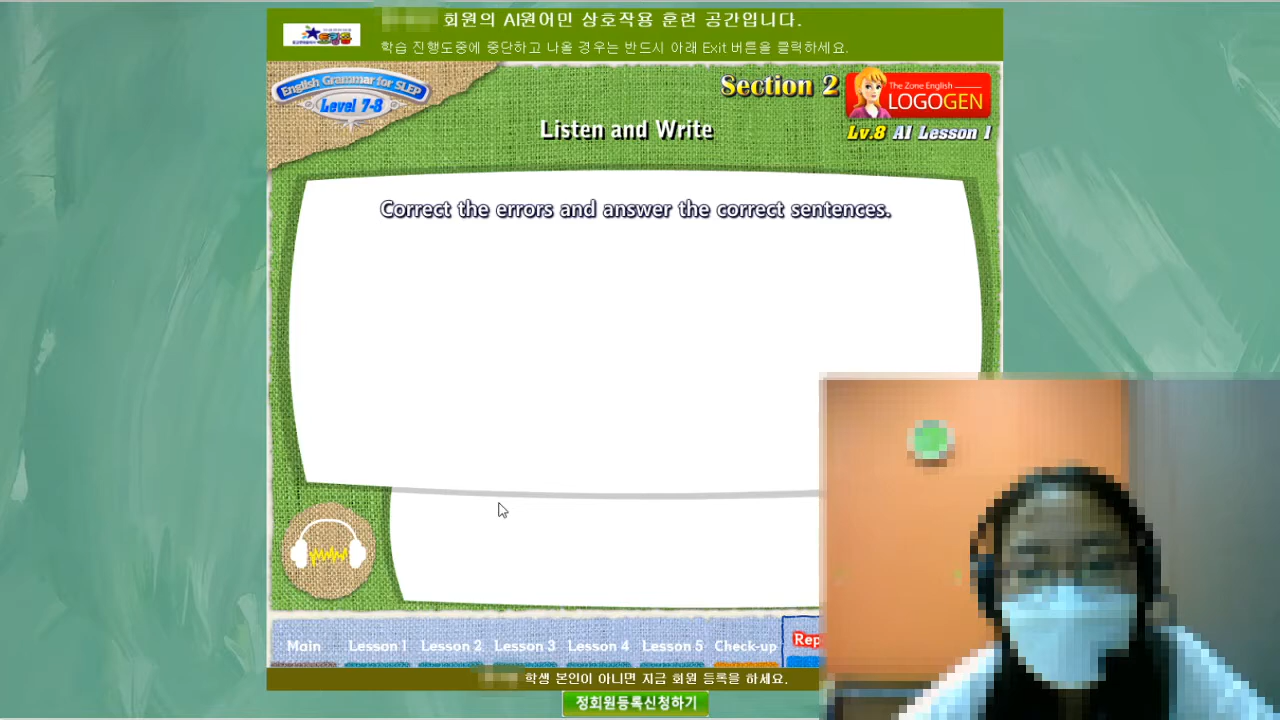 회원의 AI원어민 상호작용 훈련 공간입니다.
학습 진행도중에 중단하고 나올 경우는 반드시 아래 Exit 버튼을 클릭하세요.
English Grammar for SLEP
Level 7-8
Section 2
The Zone English
LOGOGEN
Lv.8 AI Lesson 1
Listen and Write
Correct the errors and answer the correct sentences.
Main Lesson 1 Lesson 2 Lesson 3 Lesson 4 Lesson 5 Check-up Rep
학생 본인이 아니면 지금 회원 등록을 하세요.
정회원등록신청하기